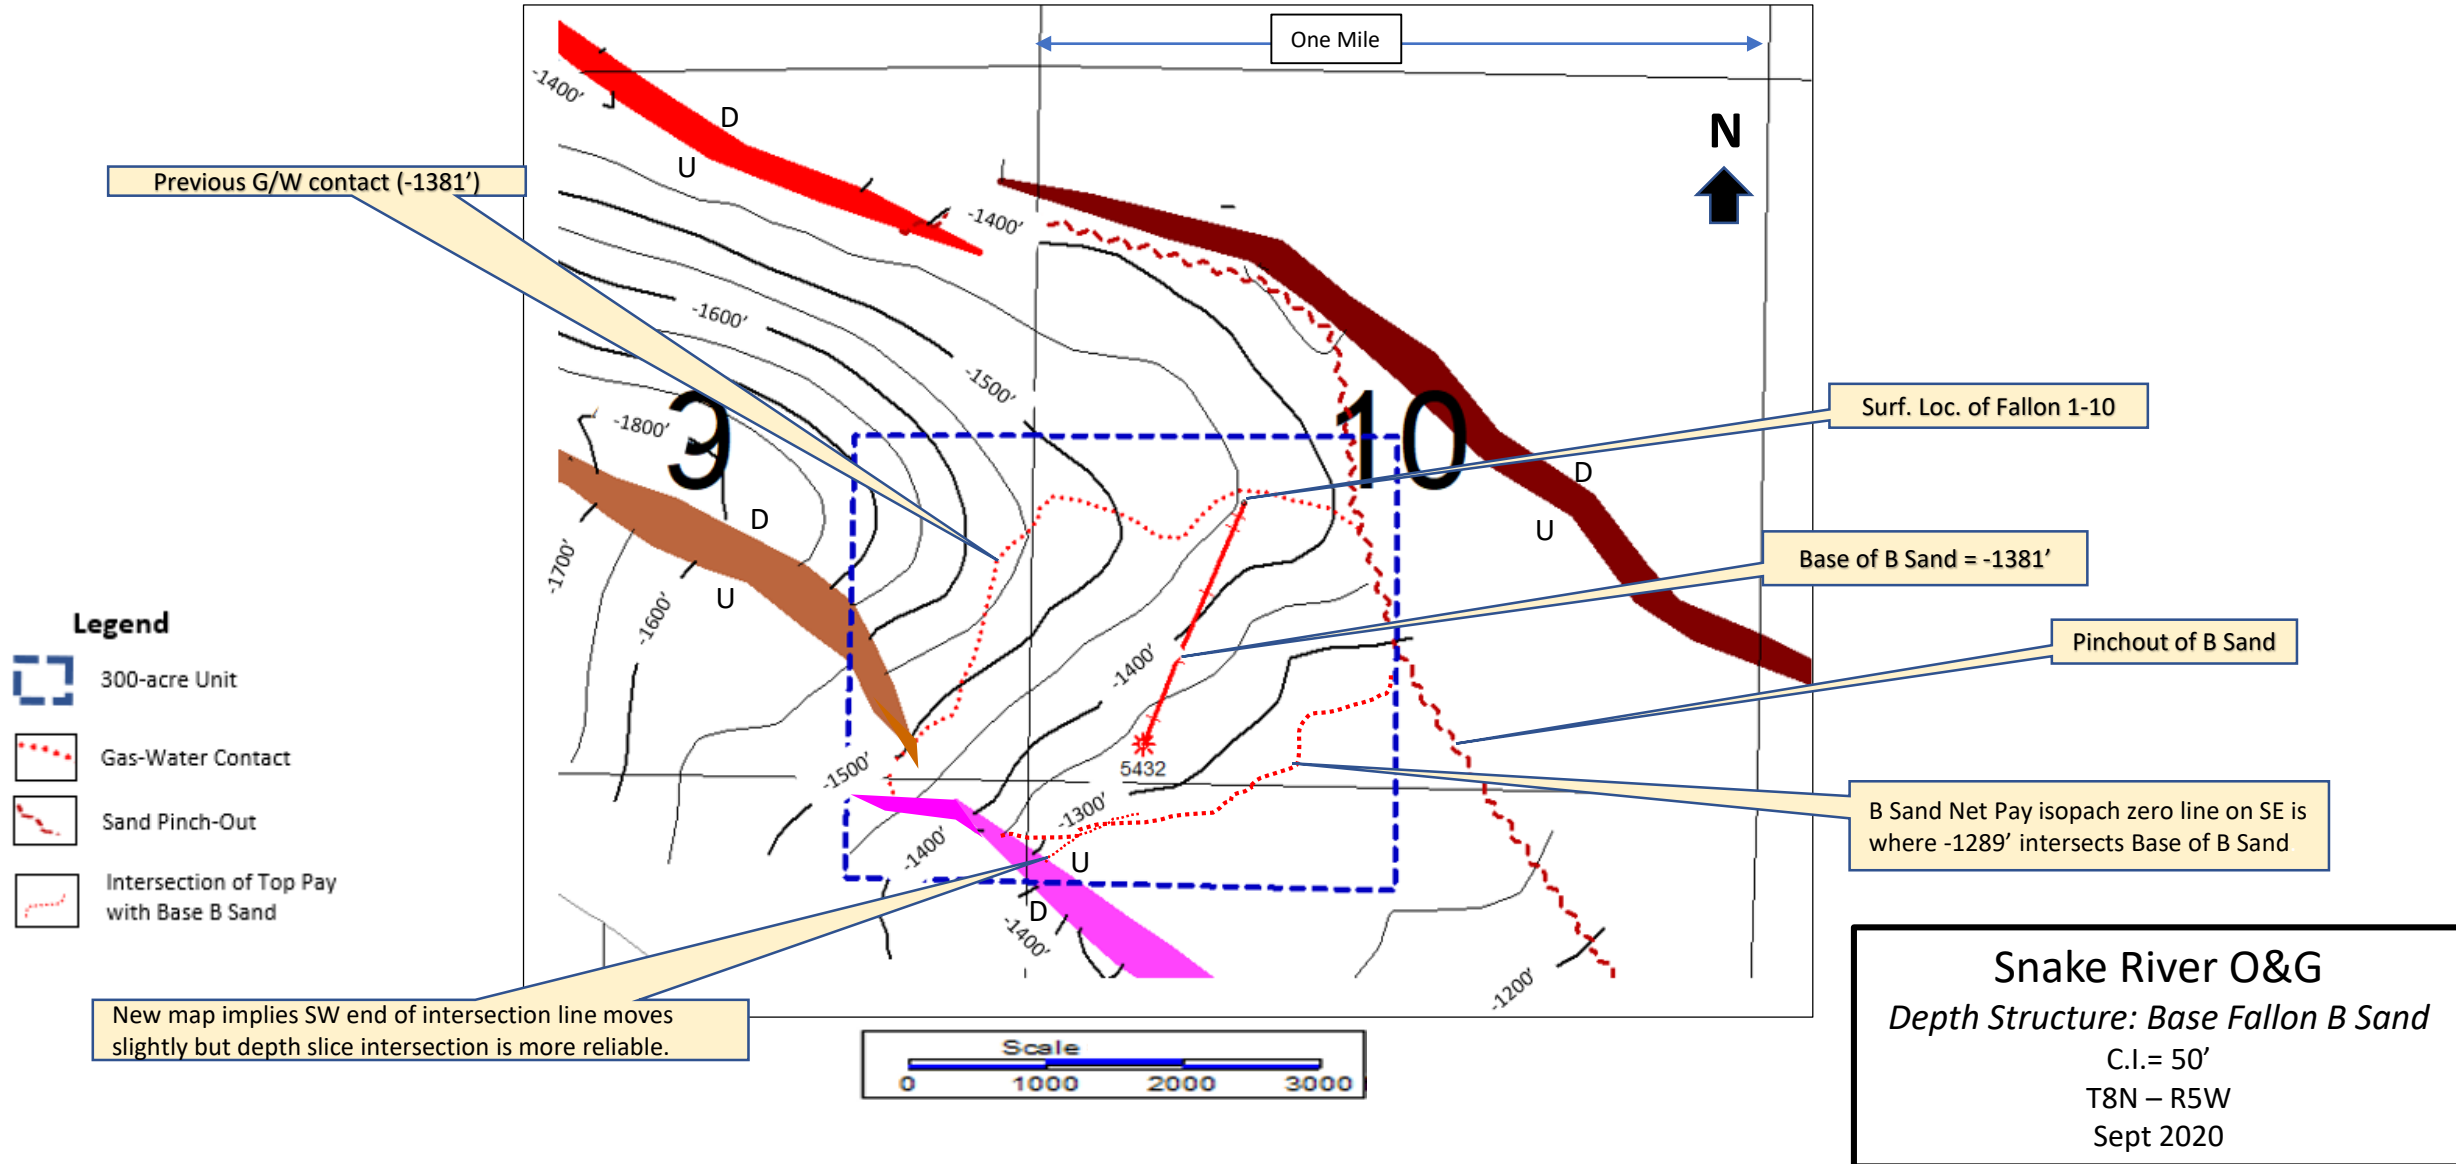 One Mile
-1400'
D
U
N
Previous G/W contact (-1381')
-1400'
-1600'
-1500'
-1800'
9
10
Surf. Loc. of Fallon 1-10
D
U
D
U
-1700'
-1600'
Base of B Sand = -1381'
-1400'
Pinchout of B Sand
Legend
300-acre Unit
Gas-Water Contact
Sand Pinch-Out
Intersection of Top Pay
with Base B Sand
-1500'
5432
-1300'
-1400'
U
D
-1400'
B Sand Net Pay isopach zero line on SE is
where -1289' intersects Base of B Sand
-1200'
New map implies SW end of intersection line moves
slightly but depth slice intersection is more reliable.
Scale
0 1000 2000 3000
Snake River O&G
Depth Structure: Base Fallon B Sand
C.I.= 50'
T8N – R5W
Sept 2020